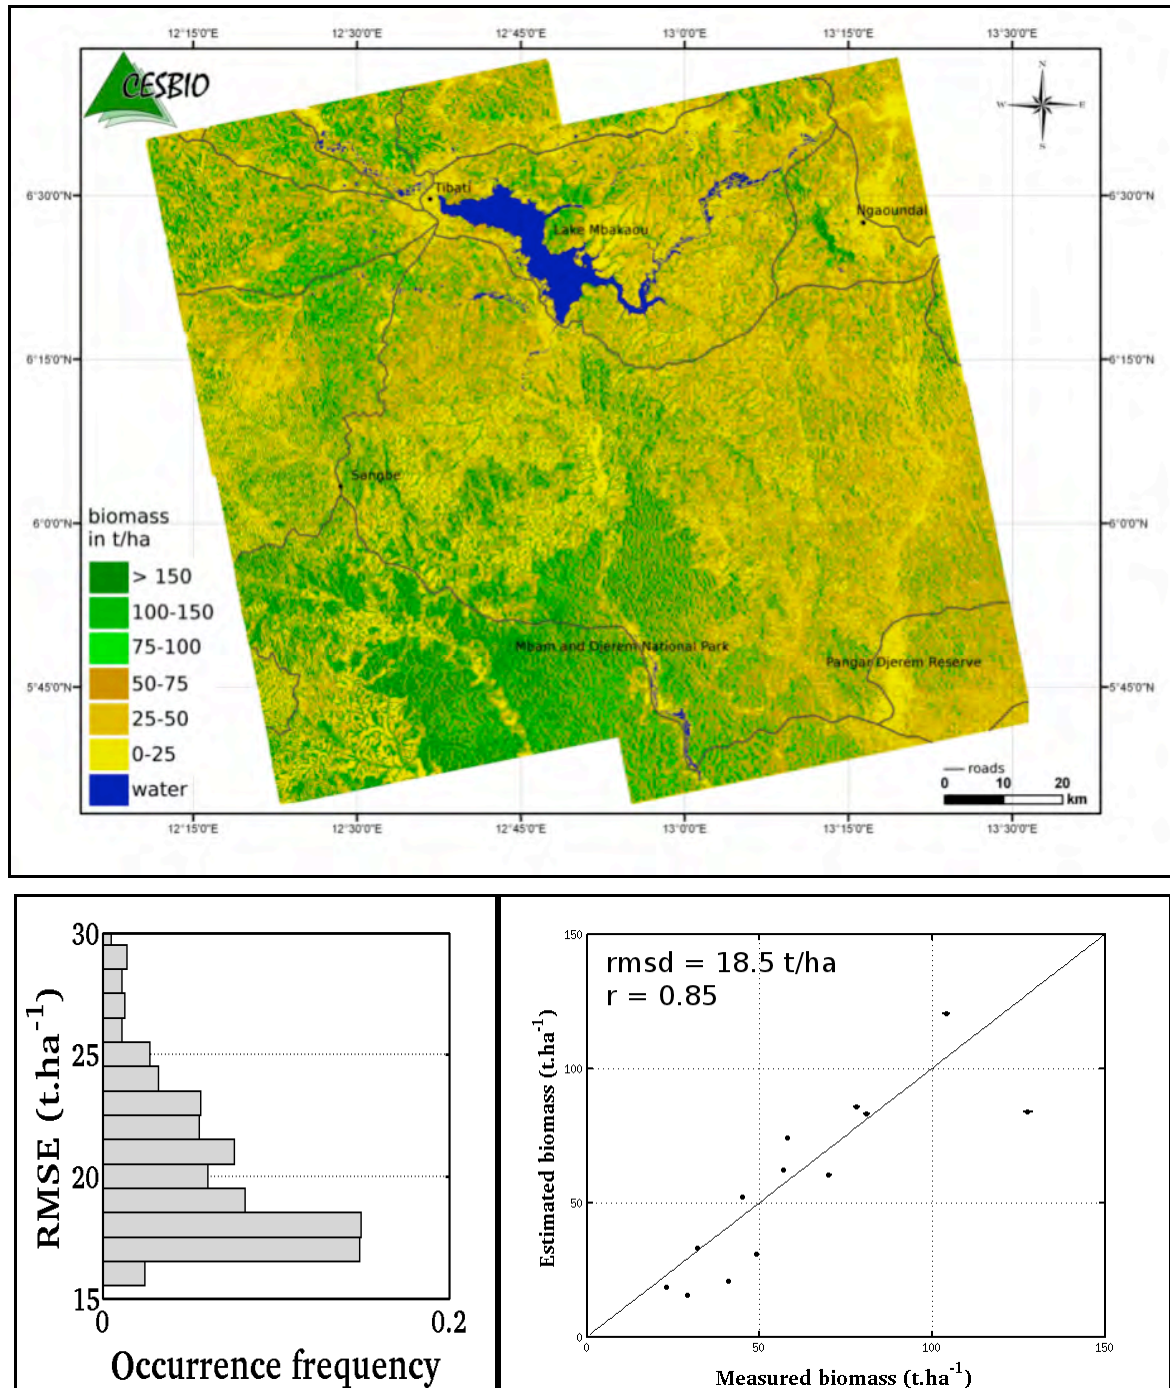 12°15'0"E 12°30'0"E 12°45'0"E 13°0'0"E 13°15'0"E 13°30'0"E
CESBIO
N
W E
S
6°30'0"N 6°30'0"N
Tibati
Ngaoundal
Lake Mbakaou
6°15'0"N 6°15'0"N
Sangbe
6°0'0"N 6°0'0"N
biomass
in t/ha
> 150
100-150
75-100
50-75
25-50
0-25
water
Mbam and Djerem National Park
Pangar Djerem Reserve
5°45'0"N 5°45'0"N
roads
0 10 20
km
12°15'0"E 12°30'0"E 12°45'0"E 13°0'0"E 13°15'0"E 13°30'0"E
30
25
20
15
RMSE (t.ha⁻¹)
0 0.2
Occurrence frequency
150
100
50
0
Estimated biomass (t.ha⁻¹)
rmsd = 18.5 t/ha
r = 0.85
0 50 100 150
Measured biomass (t.ha⁻¹)